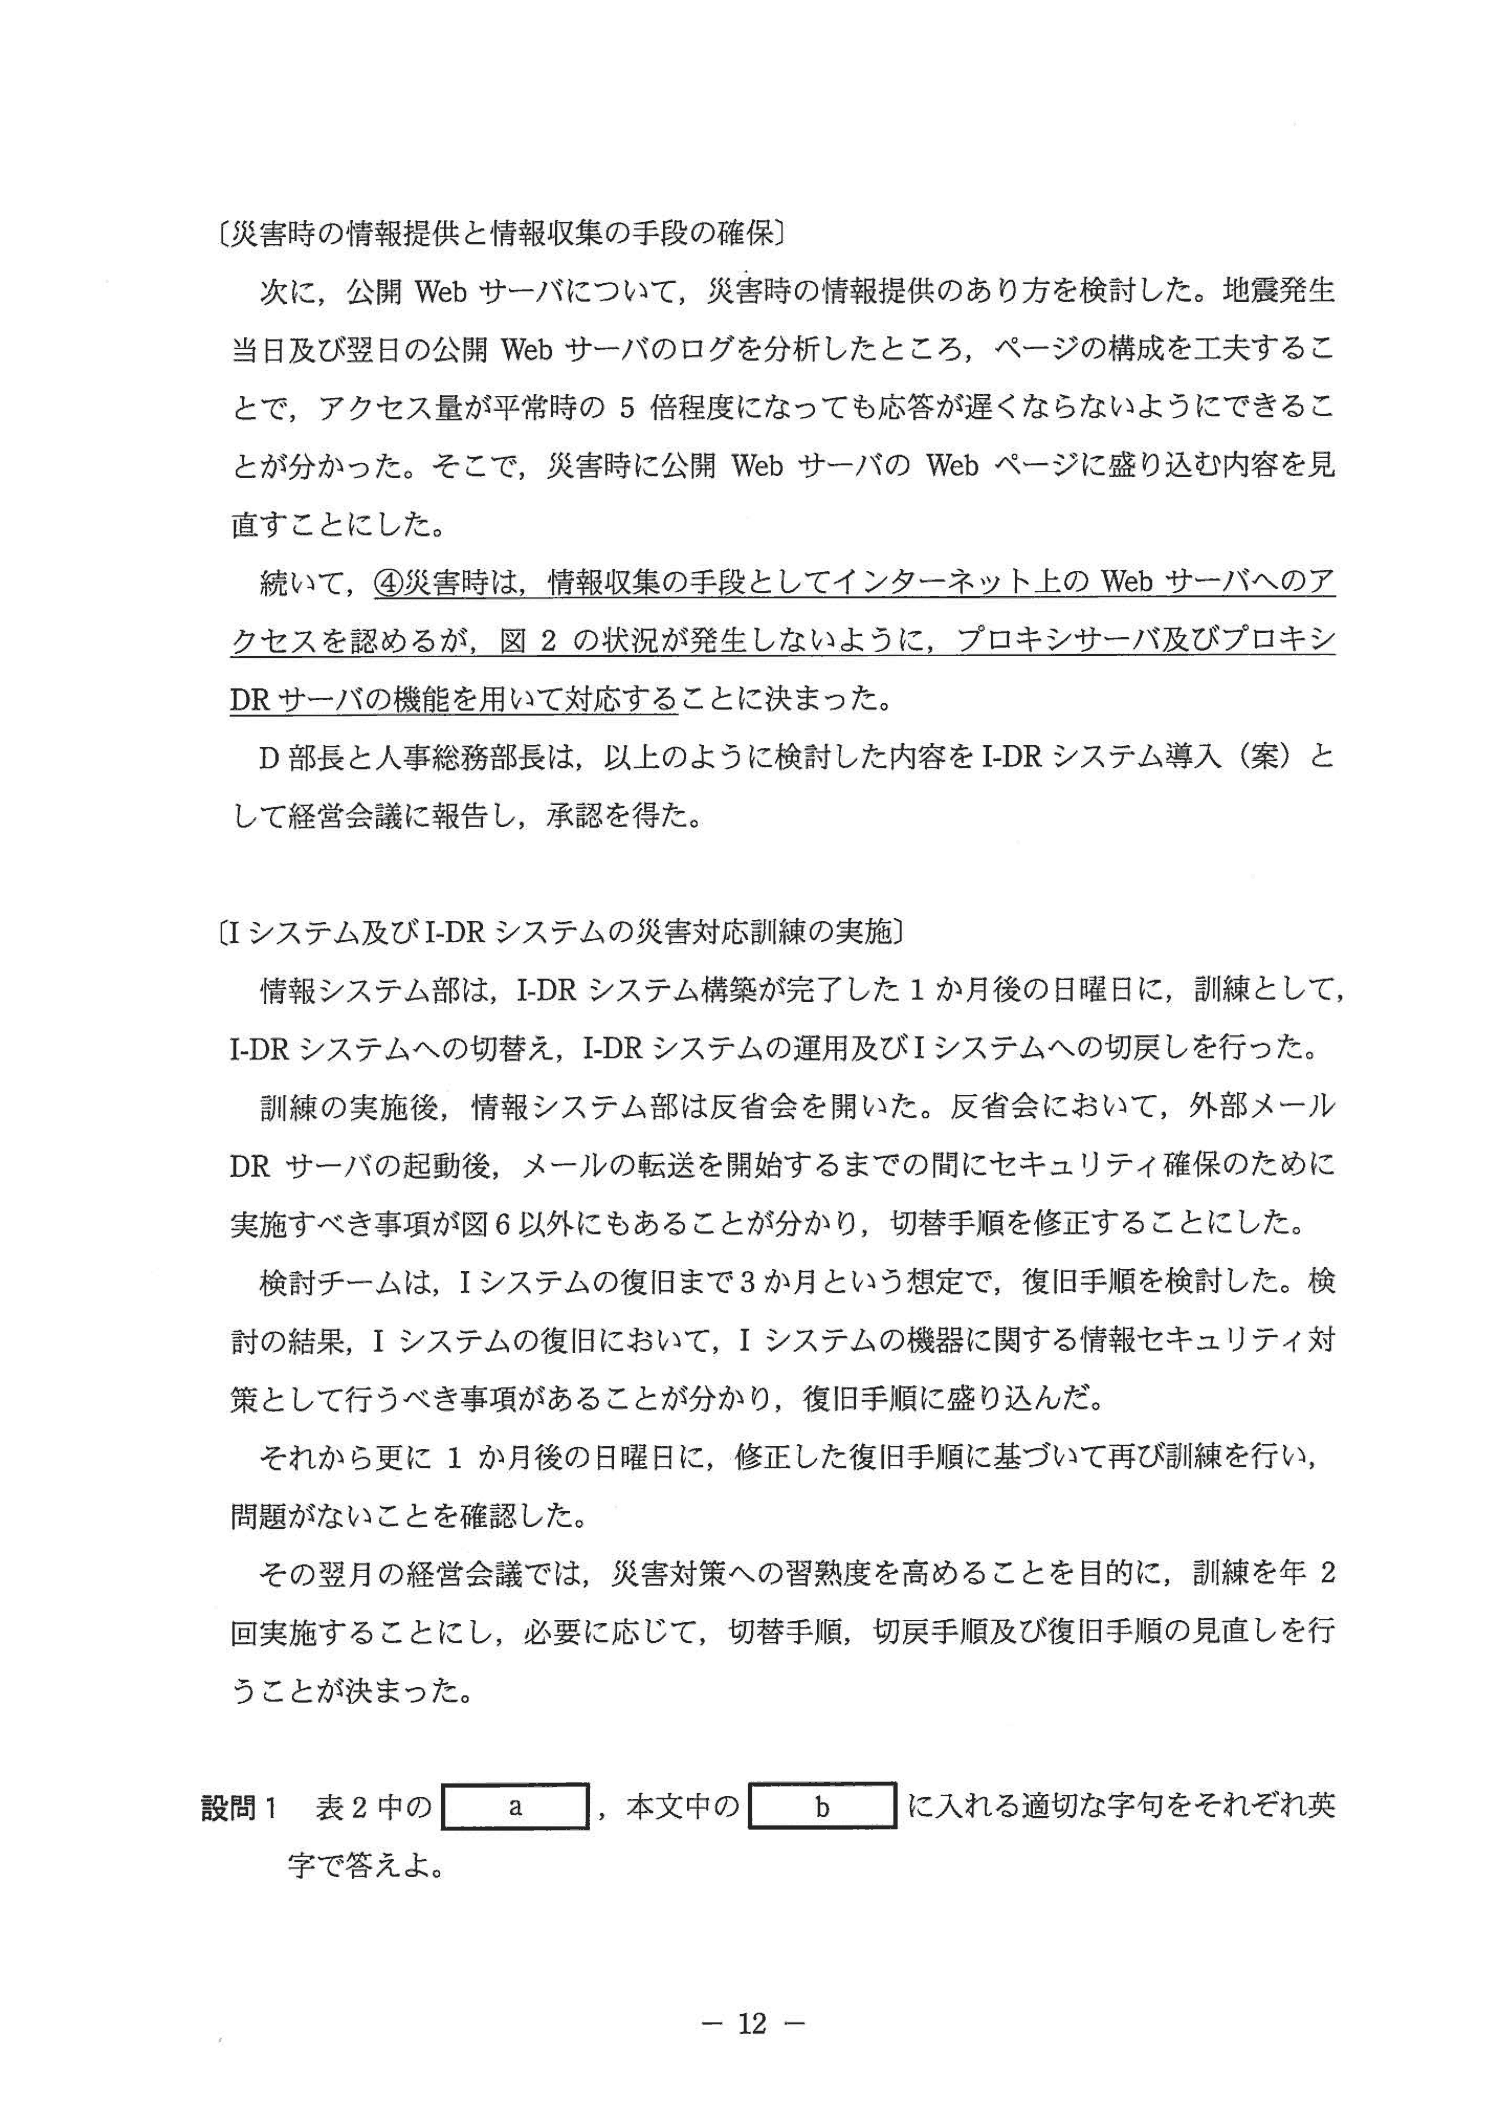 〔災害時の情報提供と情報収集の手段の確保〕
次に，公開 Web サーバについて，災害時の情報提供のあり方を検討した。地震発生
当日及び翌日の公開 Web サーバのログを分析したところ，ページの構成を工夫するこ
とで，アクセス量が平常時の 5 倍程度になっても応答が遅くならないようにできるこ
とが分かった。そこで，災害時に公開 Web サーバの Web ページに盛り込む内容を見
直すことにした。
続いて，④災害時は，情報収集の手段としてインターネット上の Web サーバへのア
クセスを認めるが，図 2 の状況が発生しないように，プロキシサーバ及びプロキシ
DR サーバの機能を用いて対応することに決まった。
D 部長と人事総務部長は，以上のように検討した内容を I-DR システム導入（案）と
して経営会議に報告し，承認を得た。
〔I システム及び I-DR システムの災害対応訓練の実施〕
情報システム部は，I-DR システム構築が完了した 1 か月後の日曜日に，訓練として，
I-DR システムへの切替え，I-DR システムの運用及び I システムへの切戻しを行った。
訓練の実施後，情報システム部は反省会を開いた。反省会において，外部メール
DR サーバの起動後，メールの転送を開始するまでの間にセキュリティ確保のために
実施すべき事項が図 6 以外にもあることが分かり，切替手順を修正することにした。
検討チームは，I システムの復旧まで 3 か月という想定で，復旧手順を検討した。検
討の結果，I システムの復旧において，I システムの機器に関する情報セキュリティ対
策として行うべき事項があることが分かり，復旧手順に盛り込んだ。
それから更に 1 か月後の日曜日に，修正した復旧手順に基づいて再び訓練を行い，
問題がないことを確認した。
その翌月の経営会議では，災害対策への習熟度を高めることを目的に，訓練を年 2
回実施することにし，必要に応じて，切替手順，切戻手順及び復旧手順の見直しを行
うことが決まった。
設問 1 表 2 中の a ，本文中の b に入れる適切な字句をそれぞれ英
字で答えよ。
－ 12 －